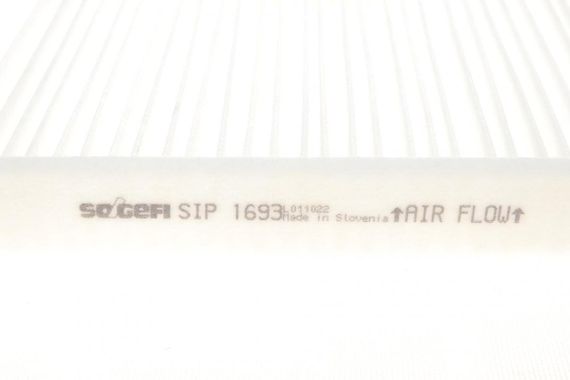 SOGEFI SIP 1693 L011022 ↑AIR FLOW↑
Made in Slovenia